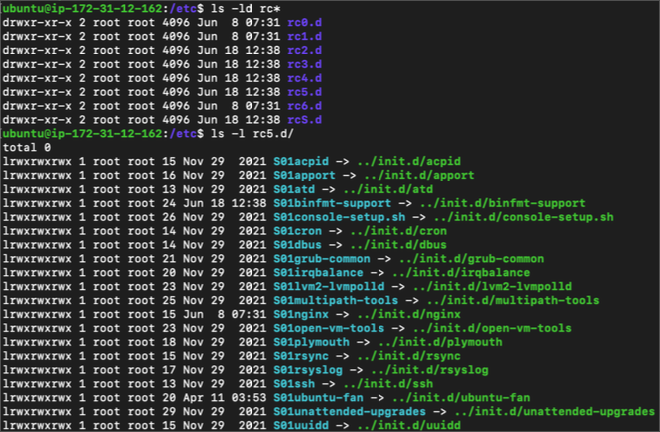 ubuntu@ip-172-31-12-162:/etc$ ls -ld rc*
drwxr-xr-x 2 root root 4096 Jun  8 07:31 rc0.d
drwxr-xr-x 2 root root 4096 Jun  8 07:31 rc1.d
drwxr-xr-x 2 root root 4096 Jun 18 12:38 rc2.d
drwxr-xr-x 2 root root 4096 Jun 18 12:38 rc3.d
drwxr-xr-x 2 root root 4096 Jun 18 12:38 rc4.d
drwxr-xr-x 2 root root 4096 Jun 18 12:38 rc5.d
drwxr-xr-x 2 root root 4096 Jun  8 07:31 rc6.d
drwxr-xr-x 2 root root 4096 Jun 18 12:38 rcS.d
ubuntu@ip-172-31-12-162:/etc$ ls -l rc5.d/
total 0
lrwxrwxrwx 1 root root 15 Nov 29  2021 S01acpid -> ../init.d/acpid
lrwxrwxrwx 1 root root 16 Nov 29  2021 S01apport -> ../init.d/apport
lrwxrwxrwx 1 root root 13 Nov 29  2021 S01atd -> ../init.d/atd
lrwxrwxrwx 1 root root 24 Jun 18 12:38 S01binfmt-support -> ../init.d/binfmt-support
lrwxrwxrwx 1 root root 26 Nov 29  2021 S01console-setup.sh -> ../init.d/console-setup.sh
lrwxrwxrwx 1 root root 14 Nov 29  2021 S01cron -> ../init.d/cron
lrwxrwxrwx 1 root root 14 Nov 29  2021 S01dbus -> ../init.d/dbus
lrwxrwxrwx 1 root root 21 Nov 29  2021 S01grub-common -> ../init.d/grub-common
lrwxrwxrwx 1 root root 20 Nov 29  2021 S01irqbalance -> ../init.d/irqbalance
lrwxrwxrwx 1 root root 23 Nov 29  2021 S01lvm2-lvmpolld -> ../init.d/lvm2-lvmpolld
lrwxrwxrwx 1 root root 25 Nov 29  2021 S01multipath-tools -> ../init.d/multipath-tools
lrwxrwxrwx 1 root root 15 Jun  8 07:31 S01nginx -> ../init.d/nginx
lrwxrwxrwx 1 root root 23 Nov 29  2021 S01open-vm-tools -> ../init.d/open-vm-tools
lrwxrwxrwx 1 root root 18 Nov 29  2021 S01plymouth -> ../init.d/plymouth
lrwxrwxrwx 1 root root 15 Nov 29  2021 S01rsync -> ../init.d/rsync
lrwxrwxrwx 1 root root 17 Nov 29  2021 S01rsyslog -> ../init.d/rsyslog
lrwxrwxrwx 1 root root 13 Nov 29  2021 S01ssh -> ../init.d/ssh
lrwxrwxrwx 1 root root 20 Apr 11 03:53 S01ubuntu-fan -> ../init.d/ubuntu-fan
lrwxrwxrwx 1 root root 29 Nov 29  2021 S01unattended-upgrades -> ../init.d/unattended-upgrades
lrwxrwxrwx 1 root root 15 Nov 29  2021 S01uuidd -> ../init.d/uuidd